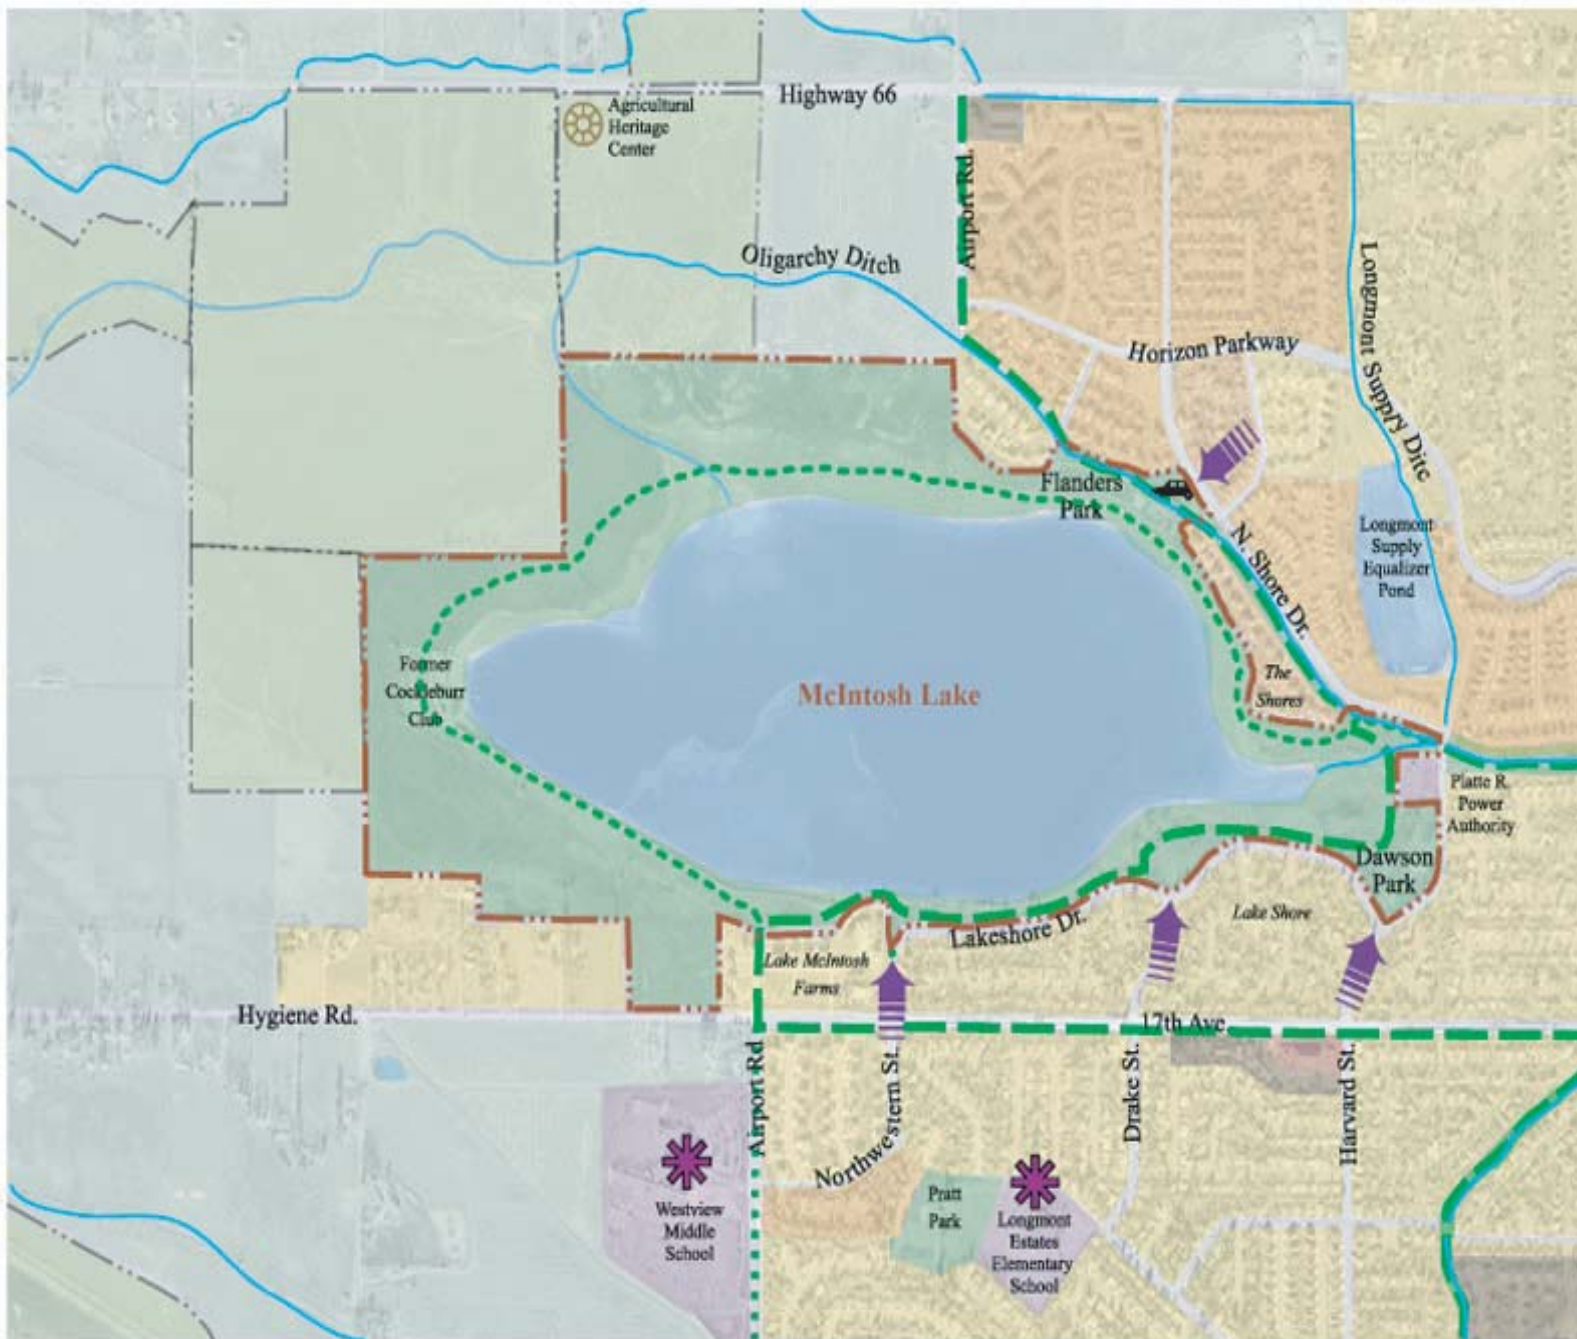 Highway 66
Agricultural
Heritage
Center
Airport Rd.
Oligarchy Ditch
Horizon Parkway
Longmont Supply Ditc
Flanders
Park
N. Shore Dr.
Longmont
Supply
Equalizer
Pond
Former
Cockleburr
Club
McIntosh Lake
The
Shores
Platte R.
Power
Authority
Dawson
Park
Lake Shore
Lakeshore Dr.
Lake McIntosh
Farms
Hygiene Rd.
17th Ave
Airport Rd
Northwestern St.
Drake St.
Harvard St.
Westview
Middle
School
Pratt
Park
Longmont
Estates
Elementary
School